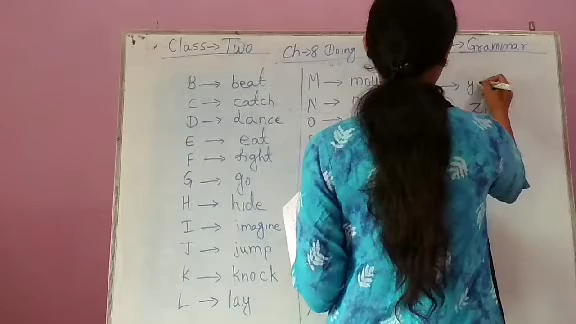 Class → Two
Ch→8 Doing
→ Grammar
B → beat
C → catch
D → dance
E → eat
F → fight
G → go
H → hide
I → imagine
J → jump
K → knock
L → lay
M →
N →
O →
→ y
Z